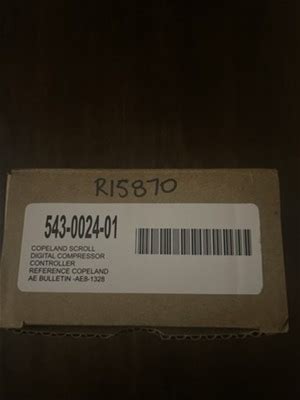 R15870
543-0024-01
COPELAND SCROLL
DIGITAL COMPRESSOR
CONTROLLER
REFERENCE COPELAND
AE BULLETIN -AE8-1328